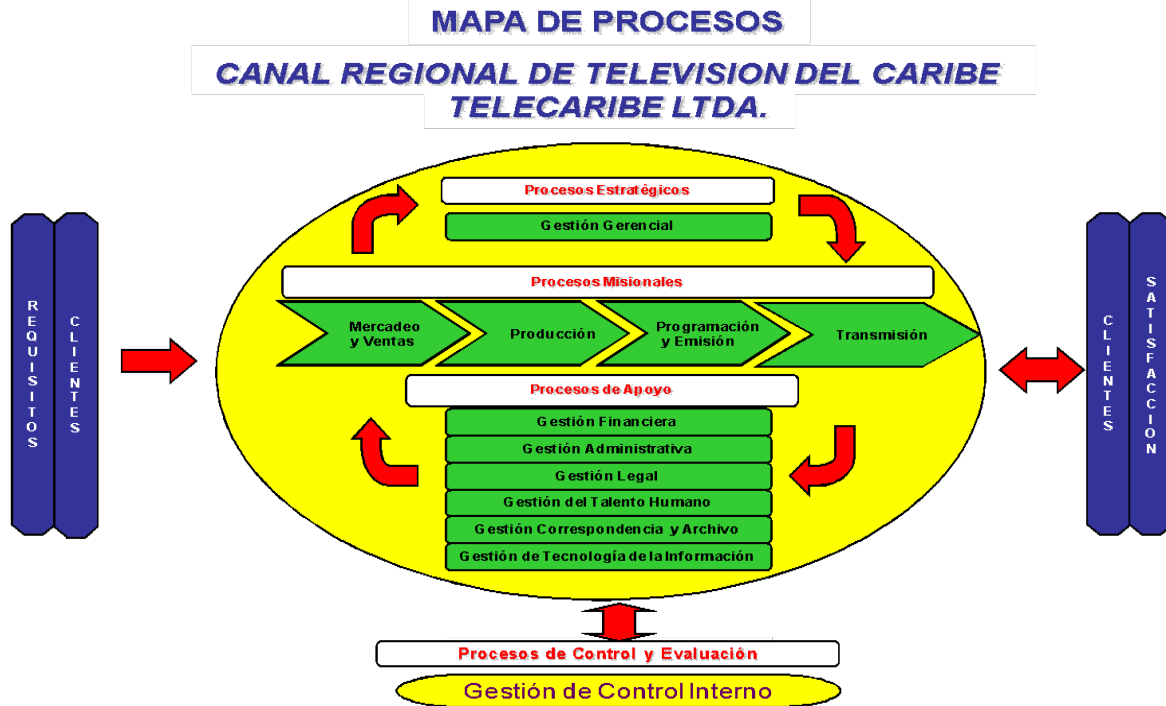 MAPA DE PROCESOS
CANAL REGIONAL DE TELEVISION DEL CARIBE
TELECARIBE LTDA.
REQUISITOS
CLIENTES
Procesos Estratégicos
Gestión Gerencial
Procesos Misionales
Mercadeo
y Ventas
Producción
Programación
y Emisión
Transmisión
Procesos de Apoyo
Gestión Financiera
Gestión Administrativa
Gestión Legal
Gestión del Talento Humano
Gestión Correspondencia y Archivo
Gestión de Tecnología de la Información
CLIENTES
SATISFACCION
Procesos de Control y Evaluación
Gestión de Control Interno